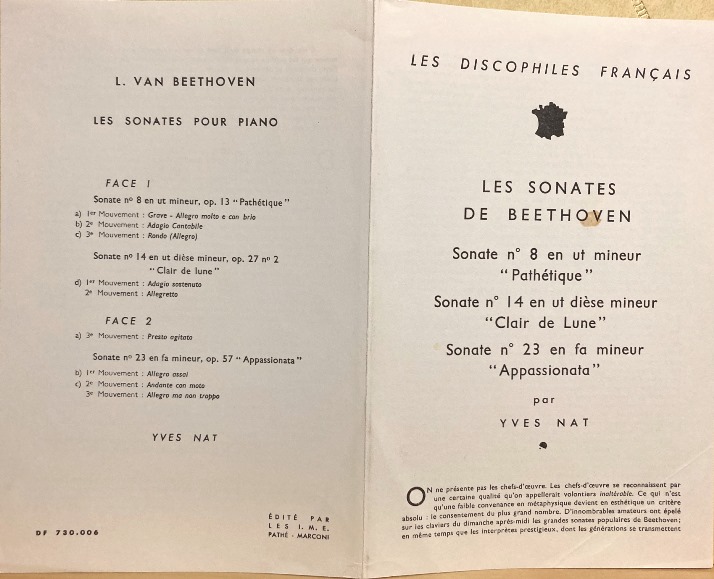 L. VAN BEETHOVEN
LES SONATES POUR PIANO
FACE 1
Sonate nº 8 en ut mineur, op. 13 "Pathétique"
a) 1er Mouvement : Grave - Allegro molto e con brio
b) 2e Mouvement : Adagio Cantabile
c) 3e Mouvement : Rondo (Allegro)
Sonate nº 14 en ut dièse mineur, op. 27 nº 2
"Clair de lune"
d) 1er Mouvement : Adagio sostenuto
2e Mouvement : Allegretto
FACE 2
a) 3e Mouvement : Presto agitato
Sonate nº 23 en fa mineur, op. 57 "Appassionata"
b) 1er Mouvement : Allegro assai
c) 2e Mouvement : Andante con moto
3e Mouvement : Allegro ma non troppo
YVES NAT
DF 730.006
ÉDITÉ PAR
LES I. M. E.
PATHÉ - MARCONI
LES DISCOPHILES FRANÇAIS
LES SONATES
DE BEETHOVEN
Sonate n° 8 en ut mineur
"Pathétique"
Sonate n° 14 en ut dièse mineur
"Clair de Lune"
Sonate n° 23 en fa mineur
"Appassionata"
par
YVES NAT
ON ne présente pas les chefs-d'œuvre. Les chefs-d'œuvre se reconnaissent par
une certaine qualité qu'on appellerait volontiers inaltérable. Ce qui n'est
qu'une faible convenance en métaphysique devient en esthétique un critère
absolu : le consentement du plus grand nombre. D'innombrables amateurs ont épelé
sur les claviers du dimanche après-midi les grandes sonates populaires de Beethoven;
en même temps que les interprètes prestigieux, dont les générations se transmettent